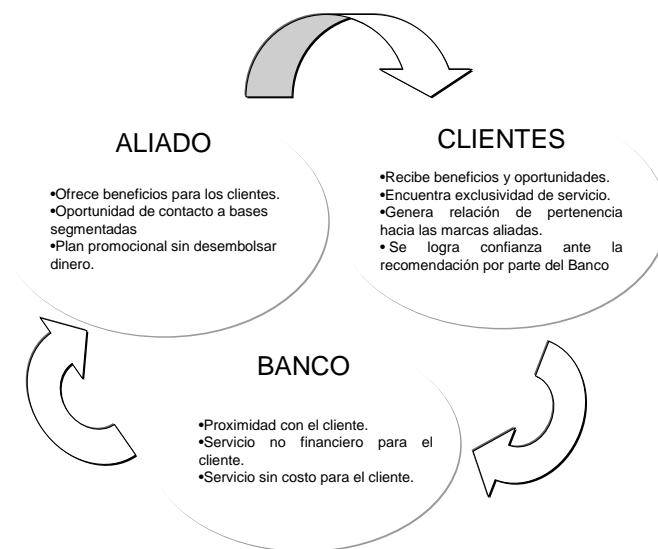 ALIADO
•Ofrece beneficios para los clientes.
•Oportunidad de contacto a bases
segmentadas
•Plan promocional sin desembolsar
dinero.
CLIENTES
•Recibe beneficios y oportunidades.
•Encuentra exclusividad de servicio.
•Genera relación de pertenencia
hacia las marcas aliadas.
• Se logra confianza ante la
recomendación por parte del Banco
BANCO
•Proximidad con el cliente.
•Servicio no financiero para el
cliente.
•Servicio sin costo para el cliente.